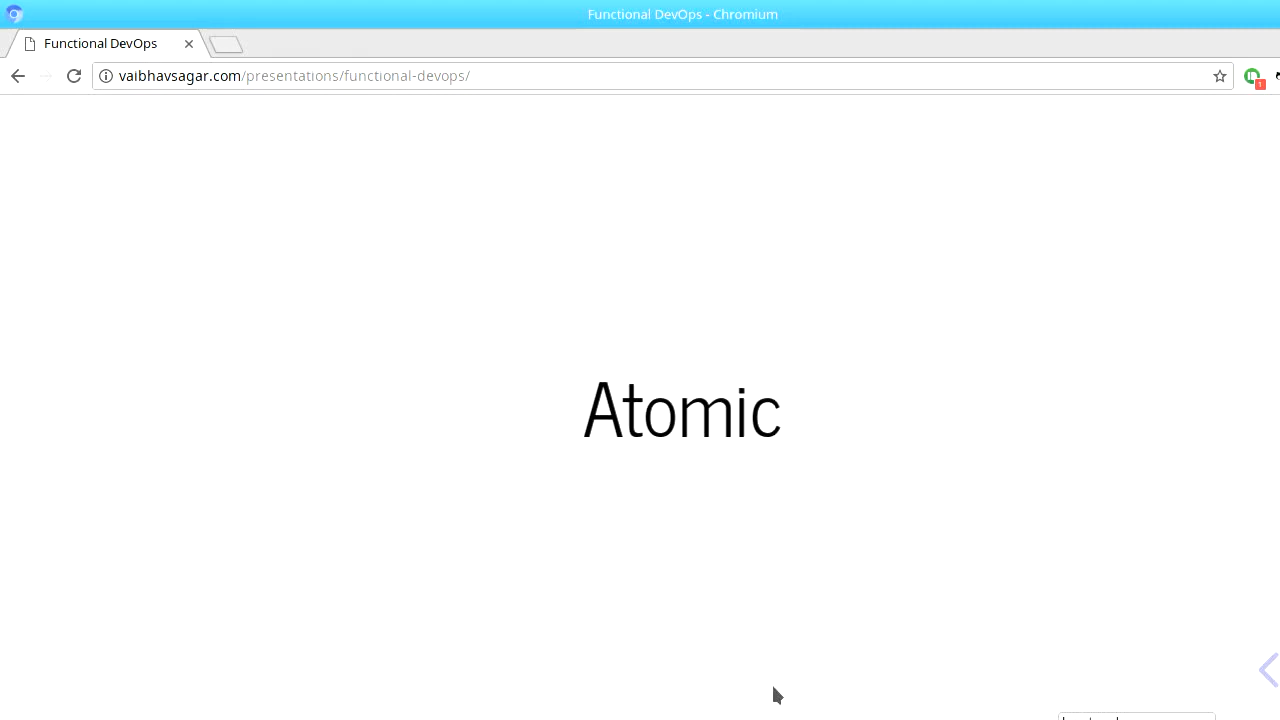 Functional DevOps - Chromium
Functional DevOps
vaibhavsagar.com/presentations/functional-devops/
Atomic